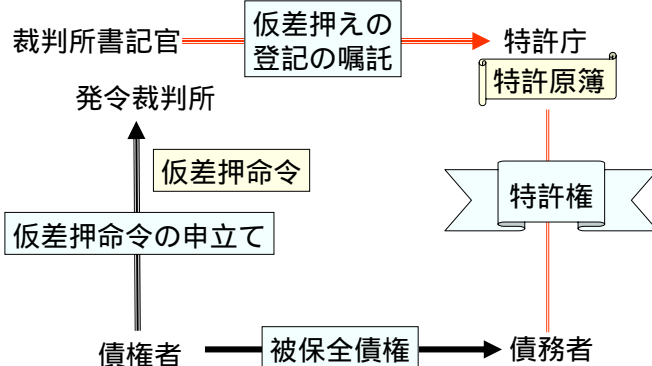 裁判所書記官
仮差押えの
登記の嘱託
特許庁
特許原簿
発令裁判所
仮差押命令
特許権
仮差押命令の申立て
債権者
被保全債権
債務者